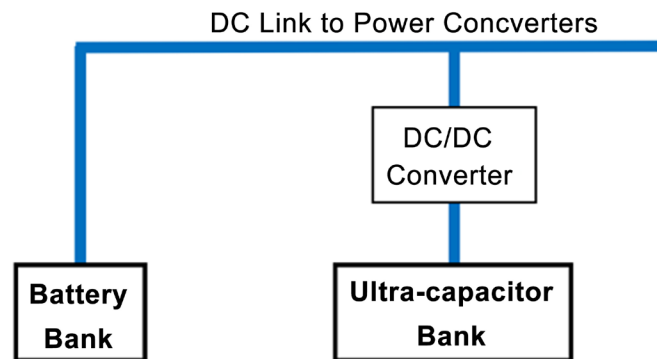 DC Link to Power Concverters
DC/DC
Converter
Battery
Bank
Ultra-capacitor
Bank